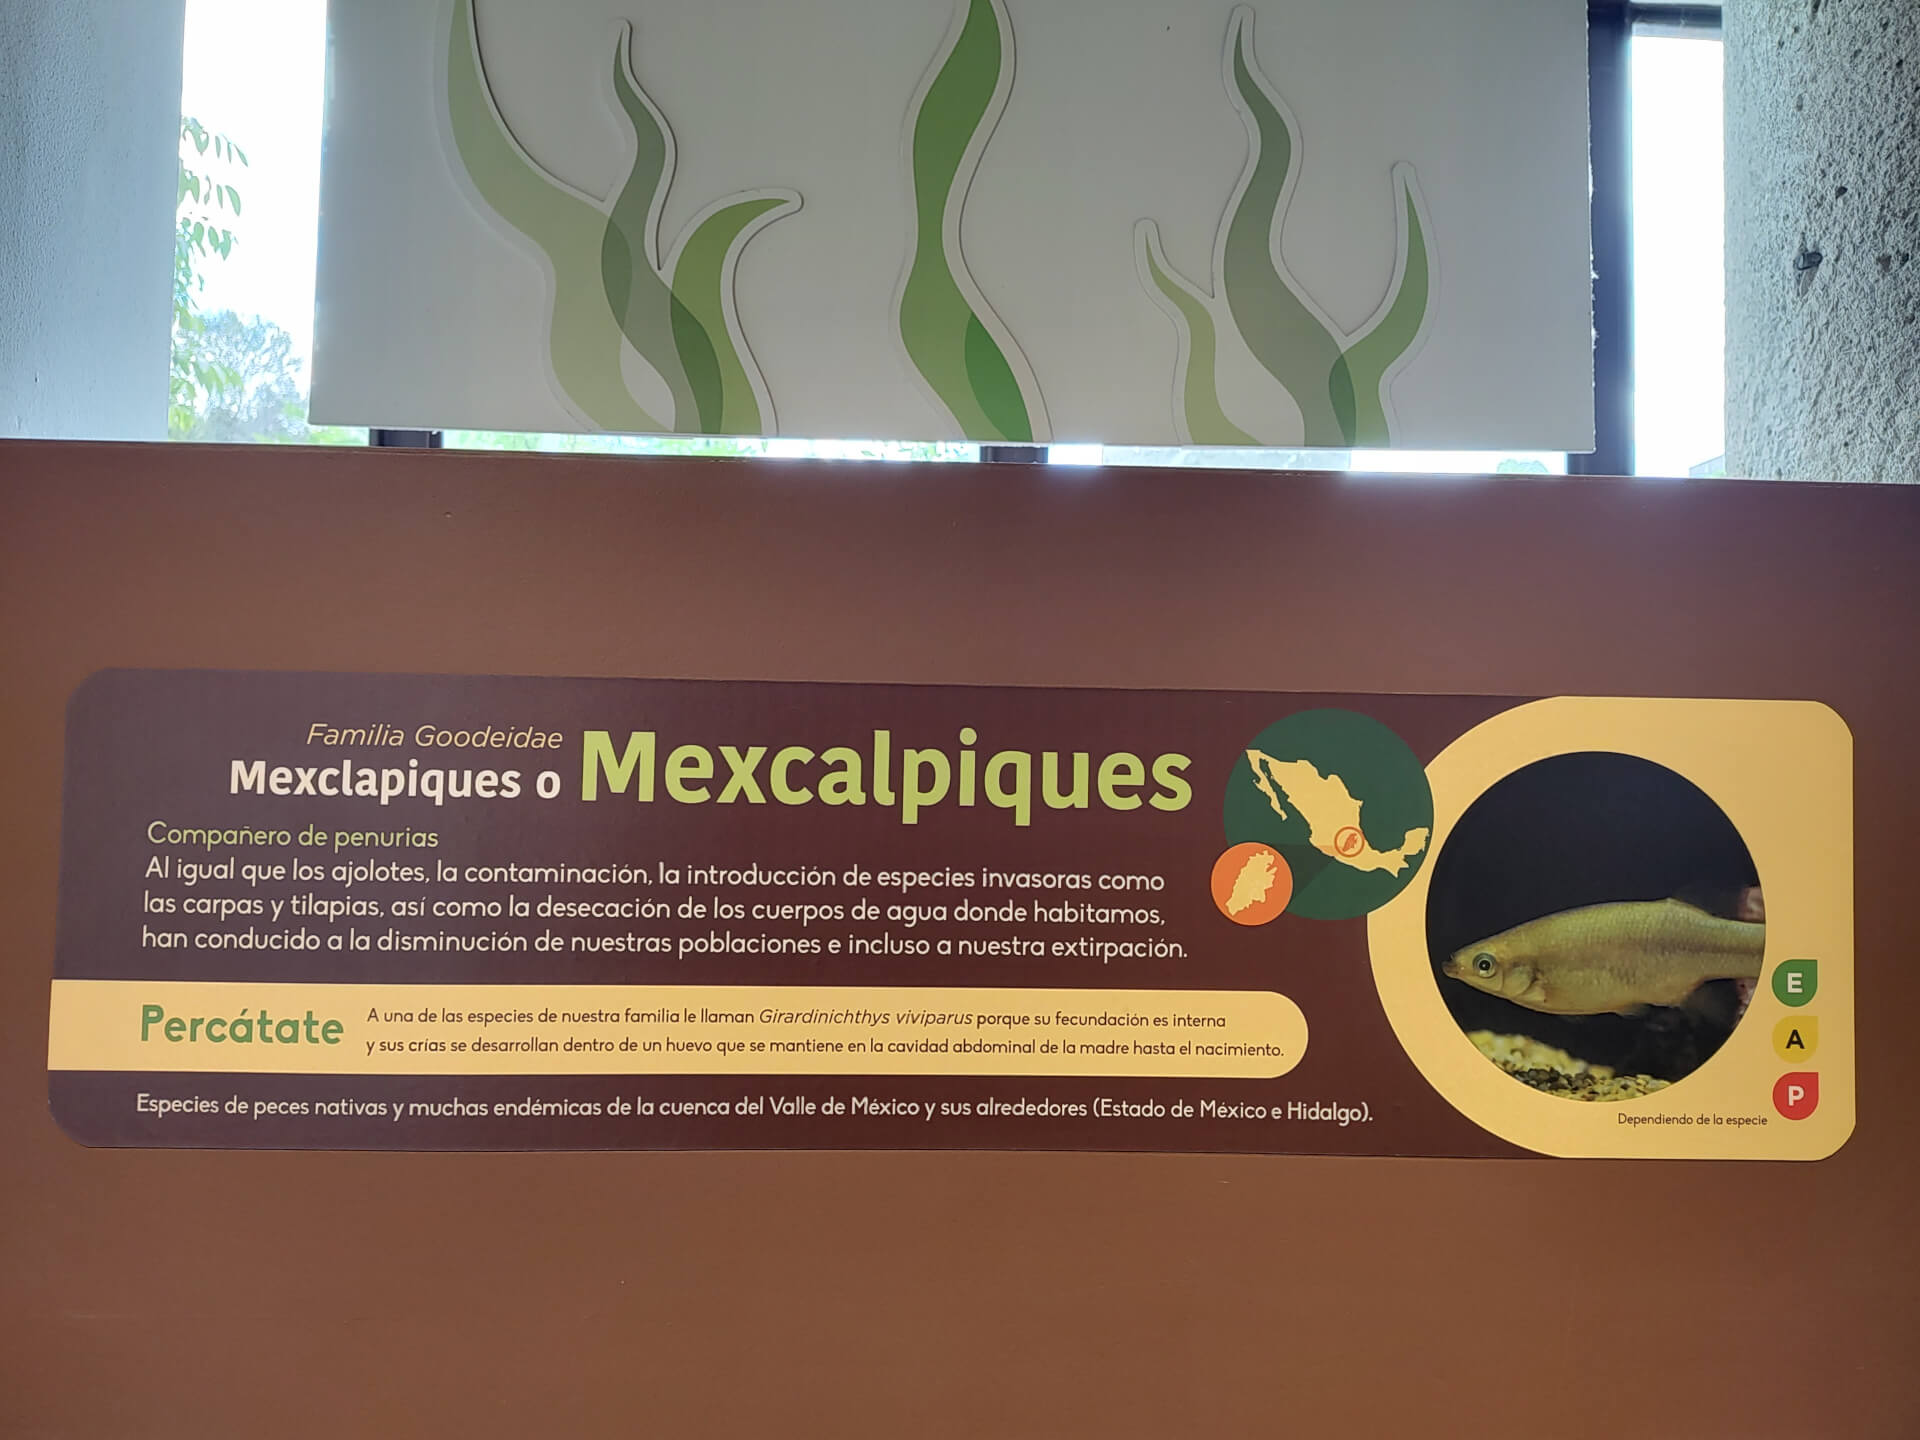 Familia Goodeidae
Mexclapiques o Mexcalpiques
Compañero de penurias
Al igual que los ajolotes, la contaminación, la introducción de especies invasoras como
las carpas y tilapias, así como la desecación de los cuerpos de agua donde habitamos,
han conducido a la disminución de nuestras poblaciones e incluso a nuestra extirpación.
Percátate
A una de las especies de nuestra familia le llaman Girardinichthys viviparus porque su fecundación es interna
y sus crías se desarrollan dentro de un huevo que se mantiene en la cavidad abdominal de la madre hasta el nacimiento.
Especies de peces nativas y muchas endémicas de la cuenca del Valle de México y sus alrededores (Estado de México e Hidalgo).
E
A
P
Dependiendo de la especie